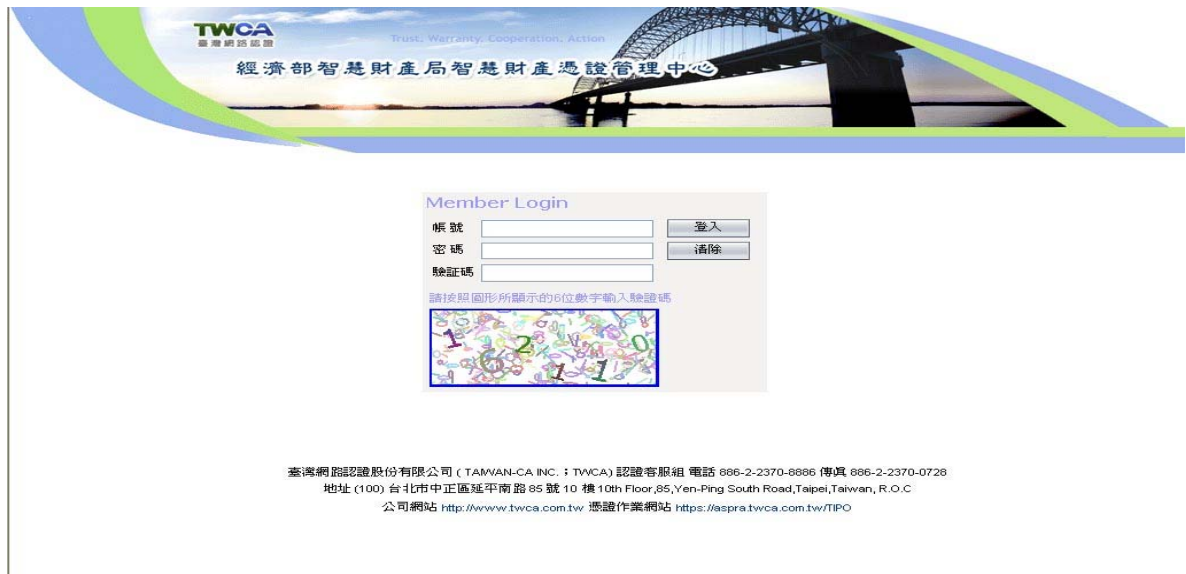 TWCA
臺灣網路認證
Trust, Warranty, Cooperation, Action
經濟部智慧財產局智慧財產憑證管理中心
Member Login
帳號 登入
密碼 清除
驗証碼
請按照圖形所顯示的6位數字輸入驗證碼
162110
臺灣網路認證股份有限公司 ( TAIWAN-CA INC.；TWCA) 認證客服組 電話 886-2-2370-8886 傳真 886-2-2370-0728
地址 (100) 台北市中正區延平南路 85 號 10 樓 10th Floor,85,Yen-Ping South Road,Taipei,Taiwan, R.O.C
公司網站 http://www.twca.com.tw 憑證作業網站 https://aspra.twca.com.tw/TIPO